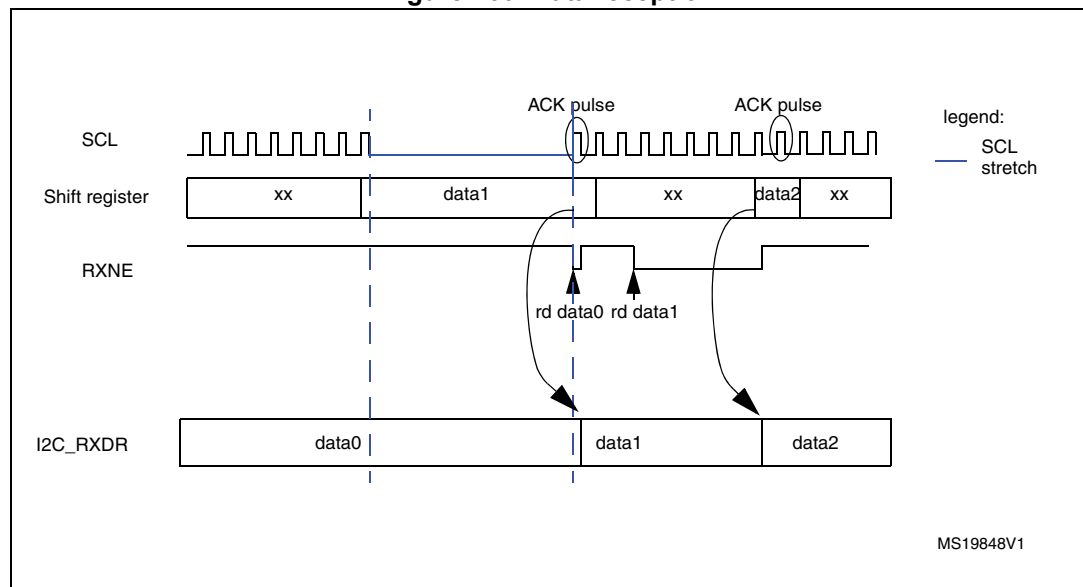 ACK pulse ACK pulse
legend:
SCL
SCL
stretch
Shift register xx data1 xx data2 xx
RXNE
rd data0 rd data1
I2C_RXDR data0 data1 data2
MS19848V1